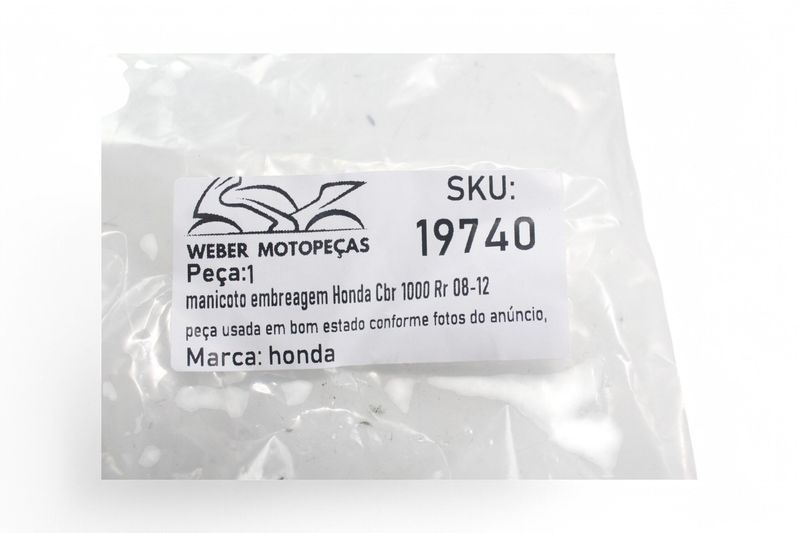 SKU:
19740
WEBER MOTOPEÇAS
Peça:1
manicoto embreagem Honda Cbr 1000 Rr 08-12
peça usada em bom estado conforme fotos do anúncio,
Marca: honda